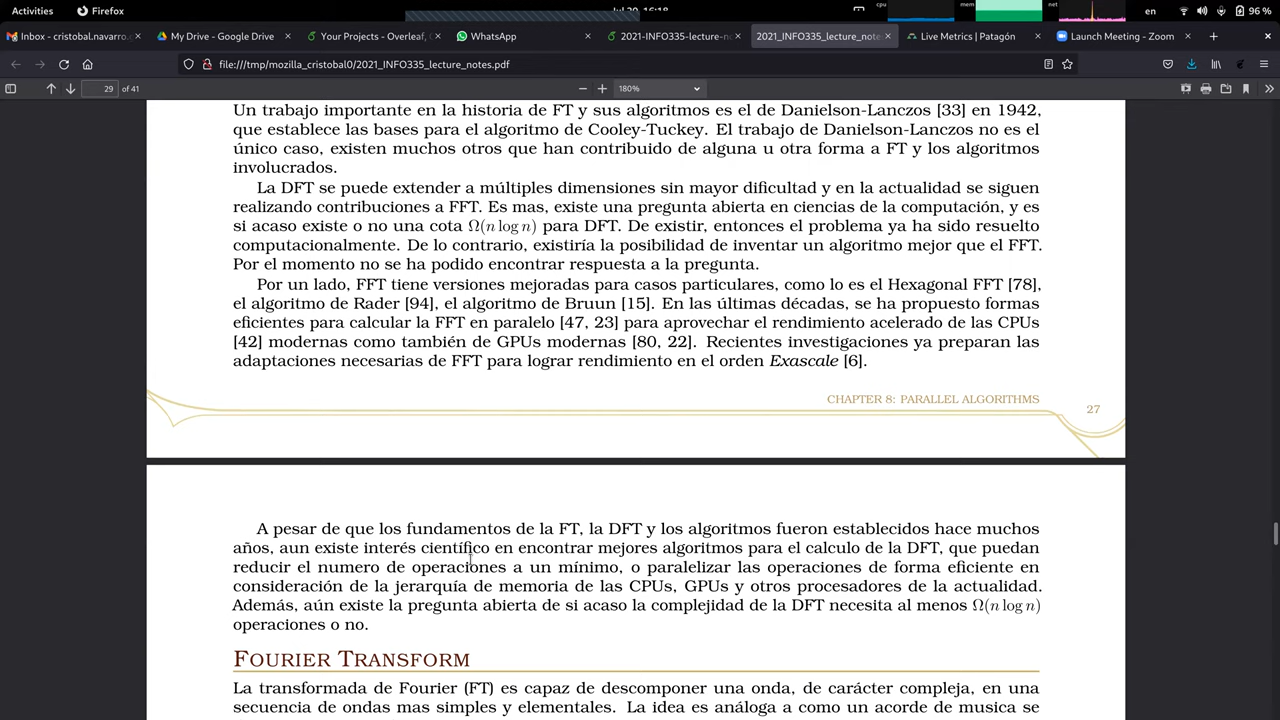 Activities
Firefox
Jul 20 16:18
cpu
mem
net
en
96 %
Inbox - cristobal.navarro.
My Drive - Google Drive
Your Projects - Overleaf,
WhatsApp
2021-INFO335-lecture-n
2021_INFO335_lecture_note
Live Metrics | Patagón
Launch Meeting - Zoom
file:///tmp/mozilla_cristobal0/2021_INFO335_lecture_notes.pdf
29 of 41
180%
Un trabajo importante en la historia de FT y sus algoritmos es el de Danielson-Lanczos [33] en 1942,
que establece las bases para el algoritmo de Cooley-Tuckey. El trabajo de Danielson-Lanczos no es el
único caso, existen muchos otros que han contribuido de alguna u otra forma a FT y los algoritmos
involucrados.
La DFT se puede extender a múltiples dimensiones sin mayor dificultad y en la actualidad se siguen
realizando contribuciones a FFT. Es mas, existe una pregunta abierta en ciencias de la computación, y es
si acaso existe o no una cota Ω(n log n) para DFT. De existir, entonces el problema ya ha sido resuelto
computacionalmente. De lo contrario, existiría la posibilidad de inventar un algoritmo mejor que el FFT.
Por el momento no se ha podido encontrar respuesta a la pregunta.
Por un lado, FFT tiene versiones mejoradas para casos particulares, como lo es el Hexagonal FFT [78],
el algoritmo de Rader [94], el algoritmo de Bruun [15]. En las últimas décadas, se ha propuesto formas
eficientes para calcular la FFT en paralelo [47, 23] para aprovechar el rendimiento acelerado de las CPUs
[42] modernas como también de GPUs modernas [80, 22]. Recientes investigaciones ya preparan las
adaptaciones necesarias de FFT para lograr rendimiento en el orden Exascale [6].
CHAPTER 8: PARALLEL ALGORITHMS
27
A pesar de que los fundamentos de la FT, la DFT y los algoritmos fueron establecidos hace muchos
años, aun existe interés científico en encontrar mejores algoritmos para el calculo de la DFT, que puedan
reducir el numero de operaciones a un mínimo, o paralelizar las operaciones de forma eficiente en
consideración de la jerarquía de memoria de las CPUs, GPUs y otros procesadores de la actualidad.
Además, aún existe la pregunta abierta de si acaso la complejidad de la DFT necesita al menos Ω(n log n)
operaciones o no.
FOURIER TRANSFORM
La transformada de Fourier (FT) es capaz de descomponer una onda, de carácter compleja, en una
secuencia de ondas mas simples y elementales. La idea es análoga a como un acorde de musica se